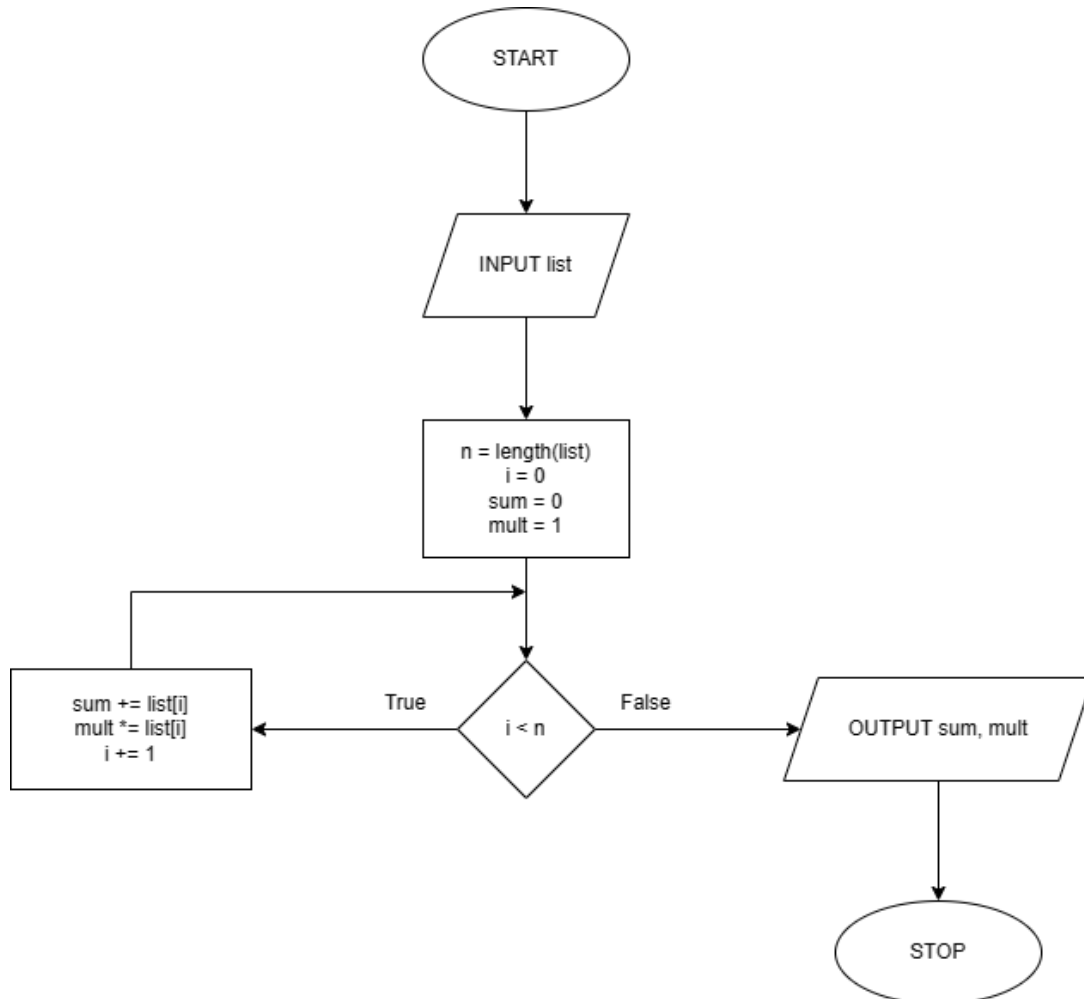 START
INPUT list
n = length(list)
i = 0
sum = 0
mult = 1
sum += list[i]
mult *= list[i]
i += 1
True
i < n
False
OUTPUT sum, mult
STOP